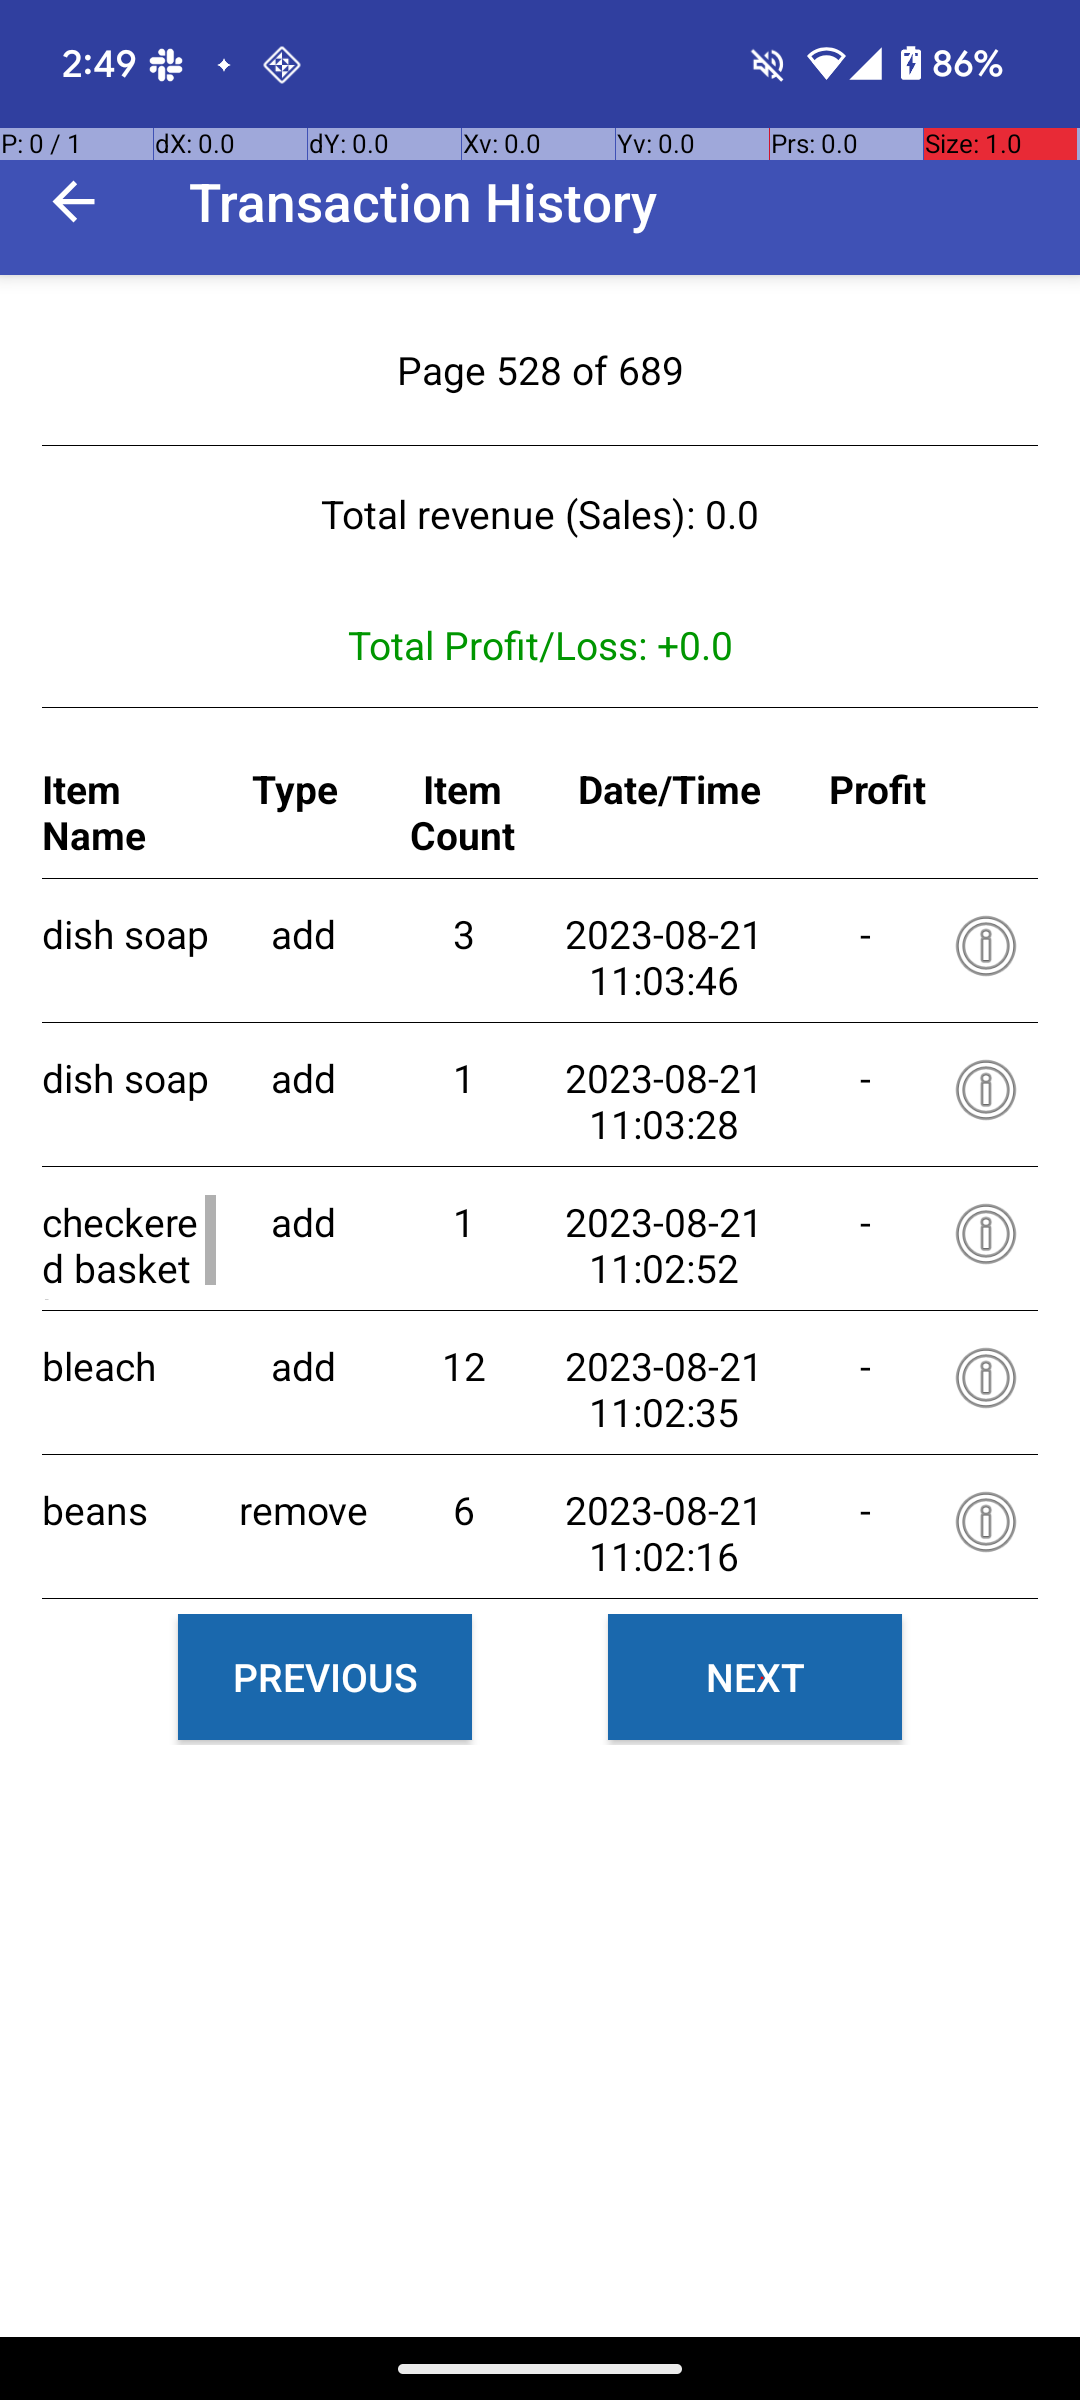 2:49 86%
P: 0 / 1 dX: 0.0 dY: 0.0 Xv: 0.0 Yv: 0.0 Prs: 0.0 Size: 1.0
Transaction History
Page 528 of 689
Total revenue (Sales): 0.0
Total Profit/Loss: +0.0
Item Name Type Item Count Date/Time Profit
dish soap add 3 2023-08-21 11:03:46 -
dish soap add 1 2023-08-21 11:03:28 -
checkered basket add 1 2023-08-21 11:02:52 -
bleach add 12 2023-08-21 11:02:35 -
beans remove 6 2023-08-21 11:02:16 -
PREVIOUS NEXT